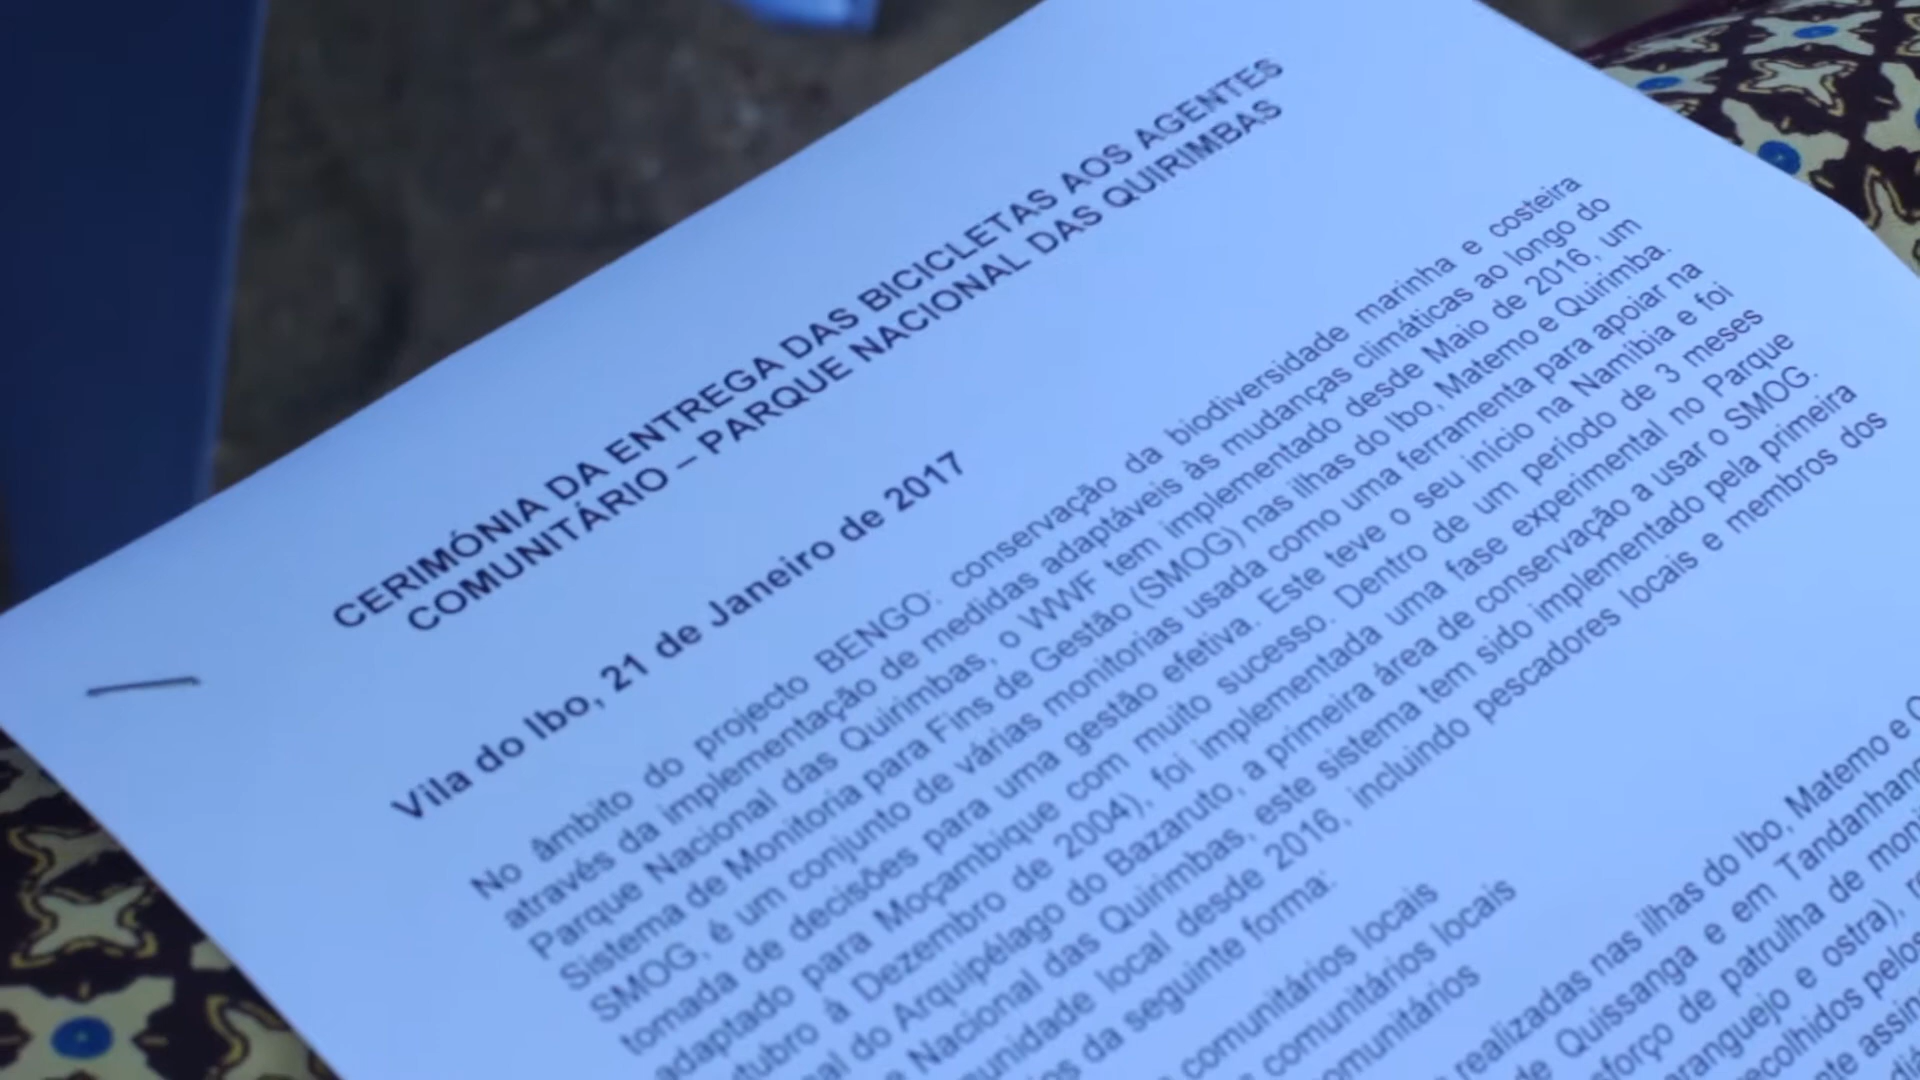 CERIMÓNIA DA ENTREGA DAS BICICLETAS AOS AGENTES
COMUNITÁRIO – PARQUE NACIONAL DAS QUIRIMBAS
Vila do Ibo, 21 de Janeiro de 2017
No âmbito do projecto BENGO: conservação da biodiversidade marinha e costeira
através da implementação de medidas adaptáveis às mudanças climáticas ao longo do
Parque Nacional das Quirimbas, o WWF tem implementado desde Maio de 2016, um
Sistema de Monitoria para Fins de Gestão (SMOG) nas ilhas do Ibo, Matemo e Quirimba.
SMOG, é um conjunto de várias monitorias usada como uma ferramenta para apoiar na
tomada de decisões para uma gestão efetiva. Este teve o seu início na Namíbia e foi
adaptado para Moçambique com muito sucesso. Dentro de um período de 3 meses
à Dezembro de 2004), foi implementada uma fase experimental no Parque
do Arquipélago do Bazaruto, a primeira área de conservação a usar o SMOG.
Nacional das Quirimbas, este sistema tem sido implementado pela primeira
local desde 2016, incluindo pescadores locais e membros dos
da seguinte forma:
comunitários locais
comunitários locais
realizadas nas ilhas do Ibo, Matemo e
de Quissanga e em
de patrulha de
e ostra),
pelos